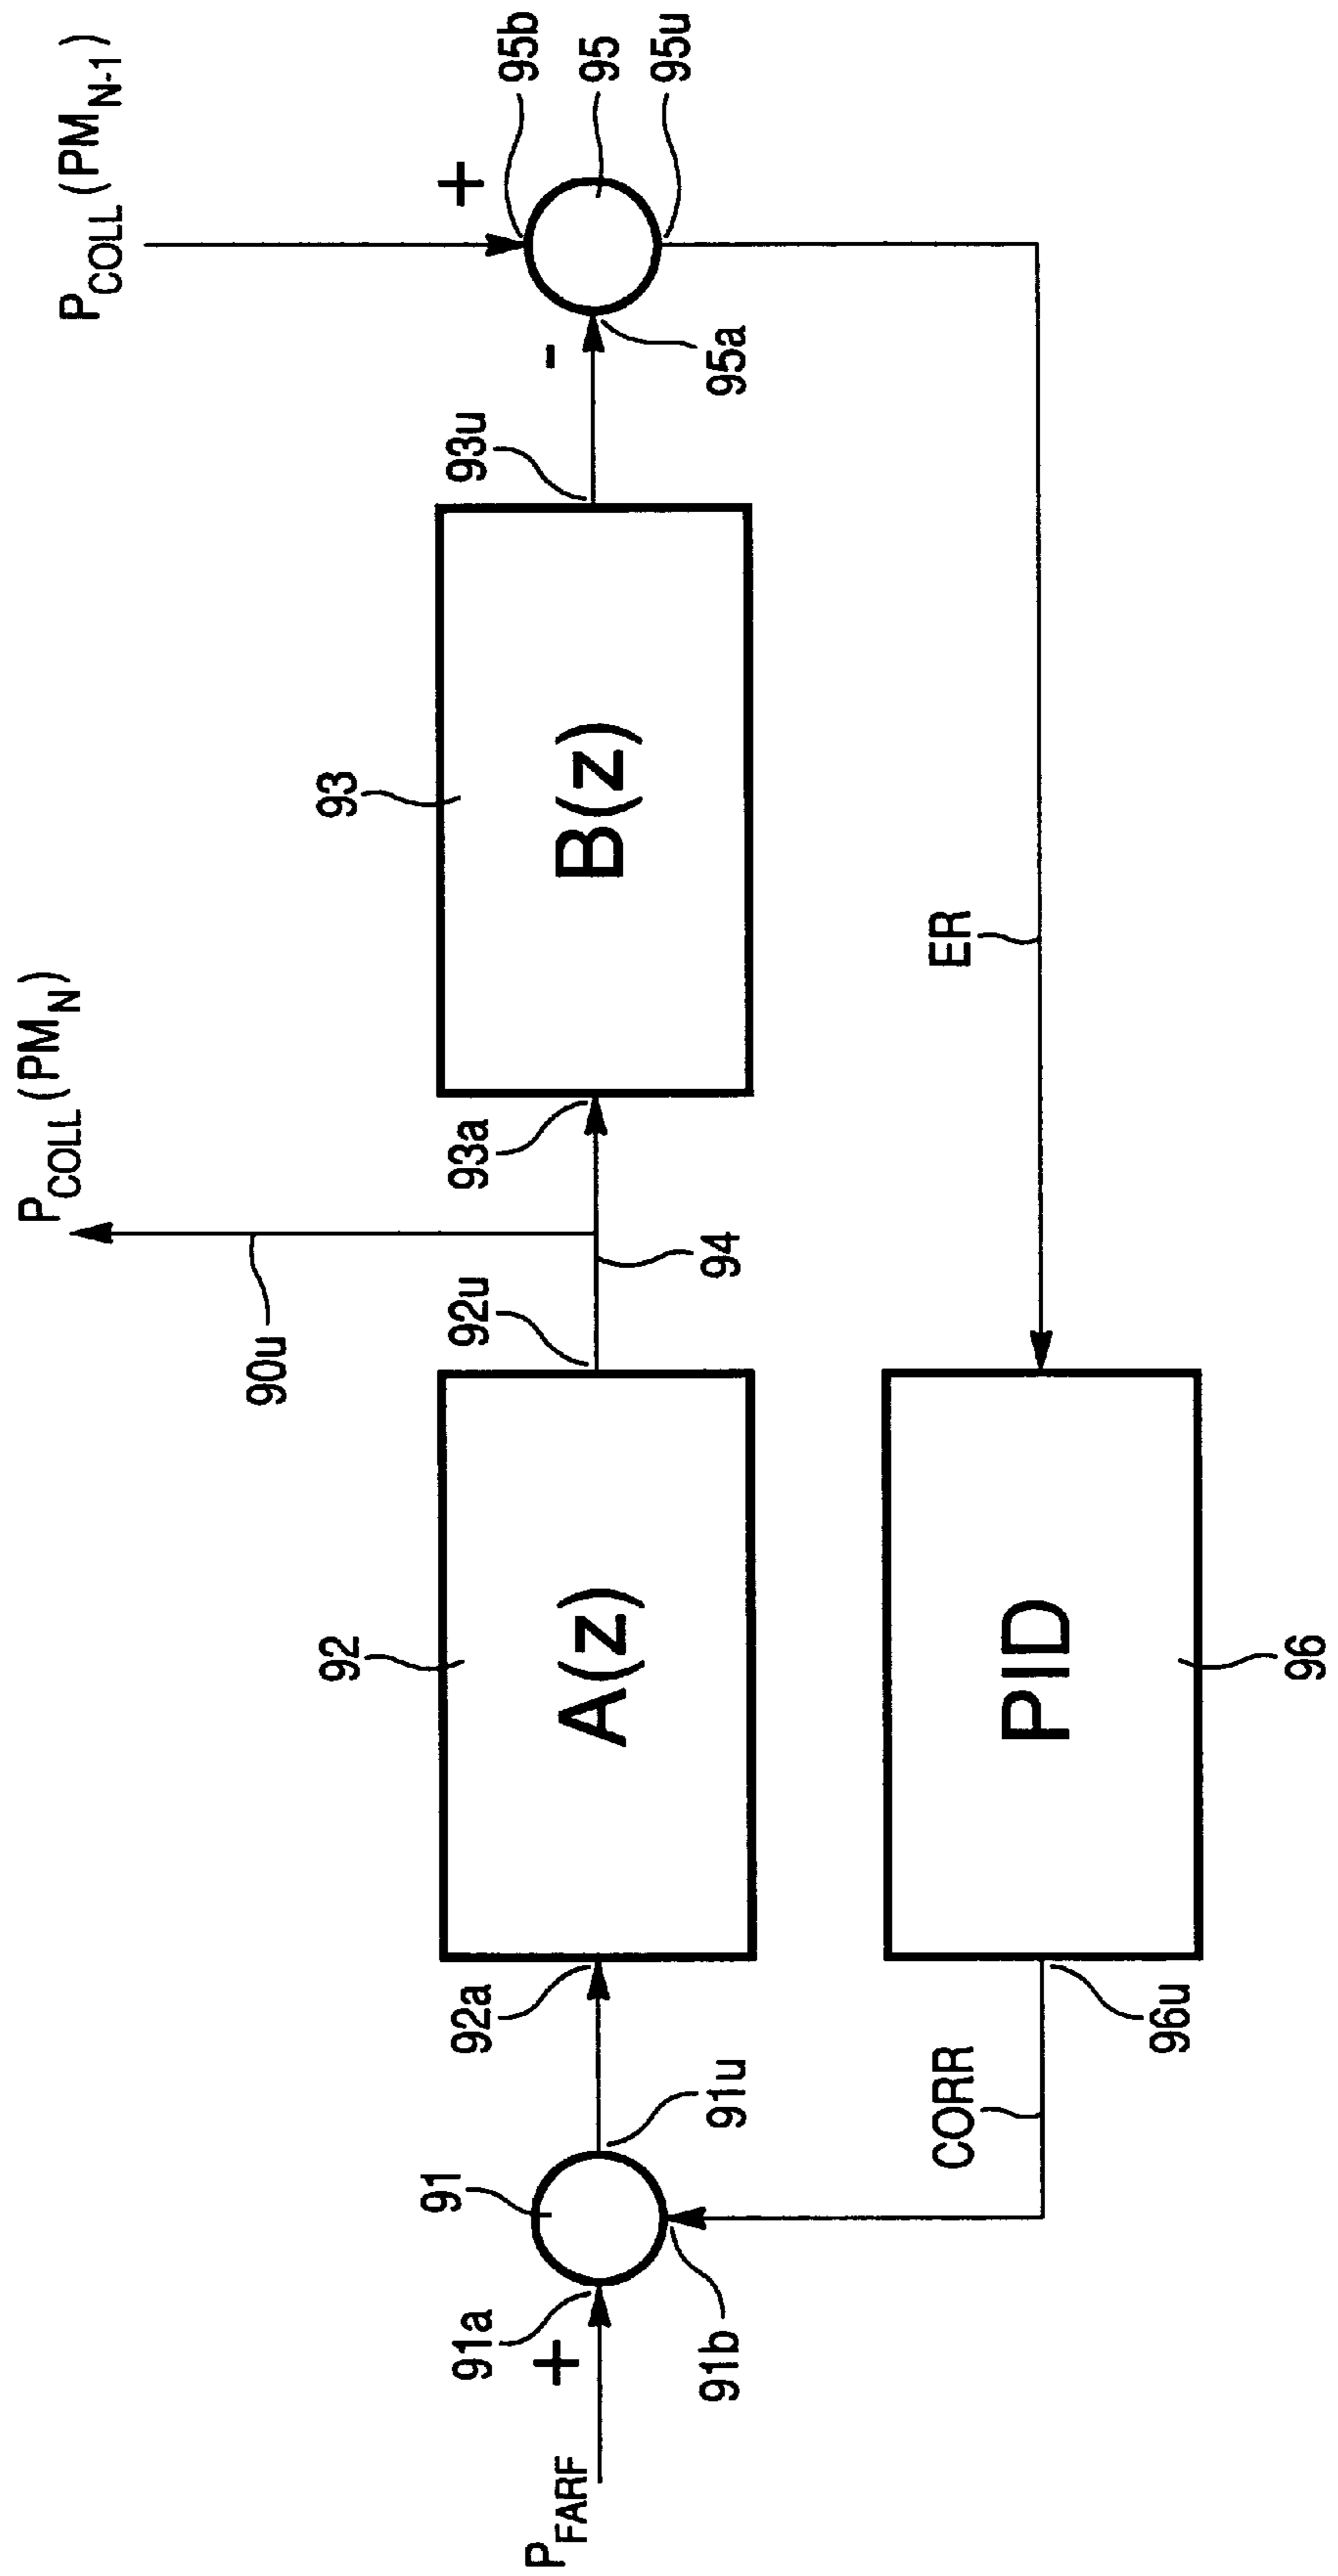 P_COLL (PM_N)
P_COLL (PM_N-1)
90u
92
93
+
95b
95
95u
P_FARF
+
91a
91
91b
91u
92a
A(z)
92u
94
93a
B(z)
93u
-
95a
CORR
96u
PID
96
ER